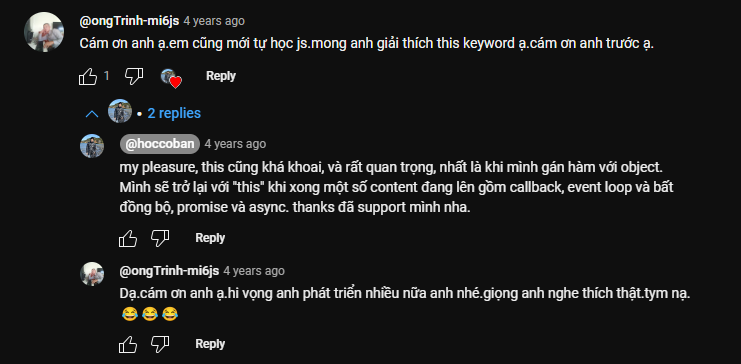 @ongTrinh-mi6js 4 years ago
Cám ơn anh ạ.em cũng mới tự học js.mong anh giải thích this keyword ạ.cám ơn anh trước ạ.
1 Reply
• 2 replies
@hoccoban 4 years ago
my pleasure, this cũng khá khoai, và rất quan trọng, nhất là khi mình gán hàm với object.
Mình sẽ trở lại với "this" khi xong một số content đang lên gồm callback, event loop và bất
đồng bộ, promise và async. thanks đã support mình nha.
Reply
@ongTrinh-mi6js 4 years ago
Dạ.cám ơn anh ạ.hi vọng anh phát triển nhiều nữa anh nhé.giọng anh nghe thích thật.tym nạ.
😂😂😂
Reply